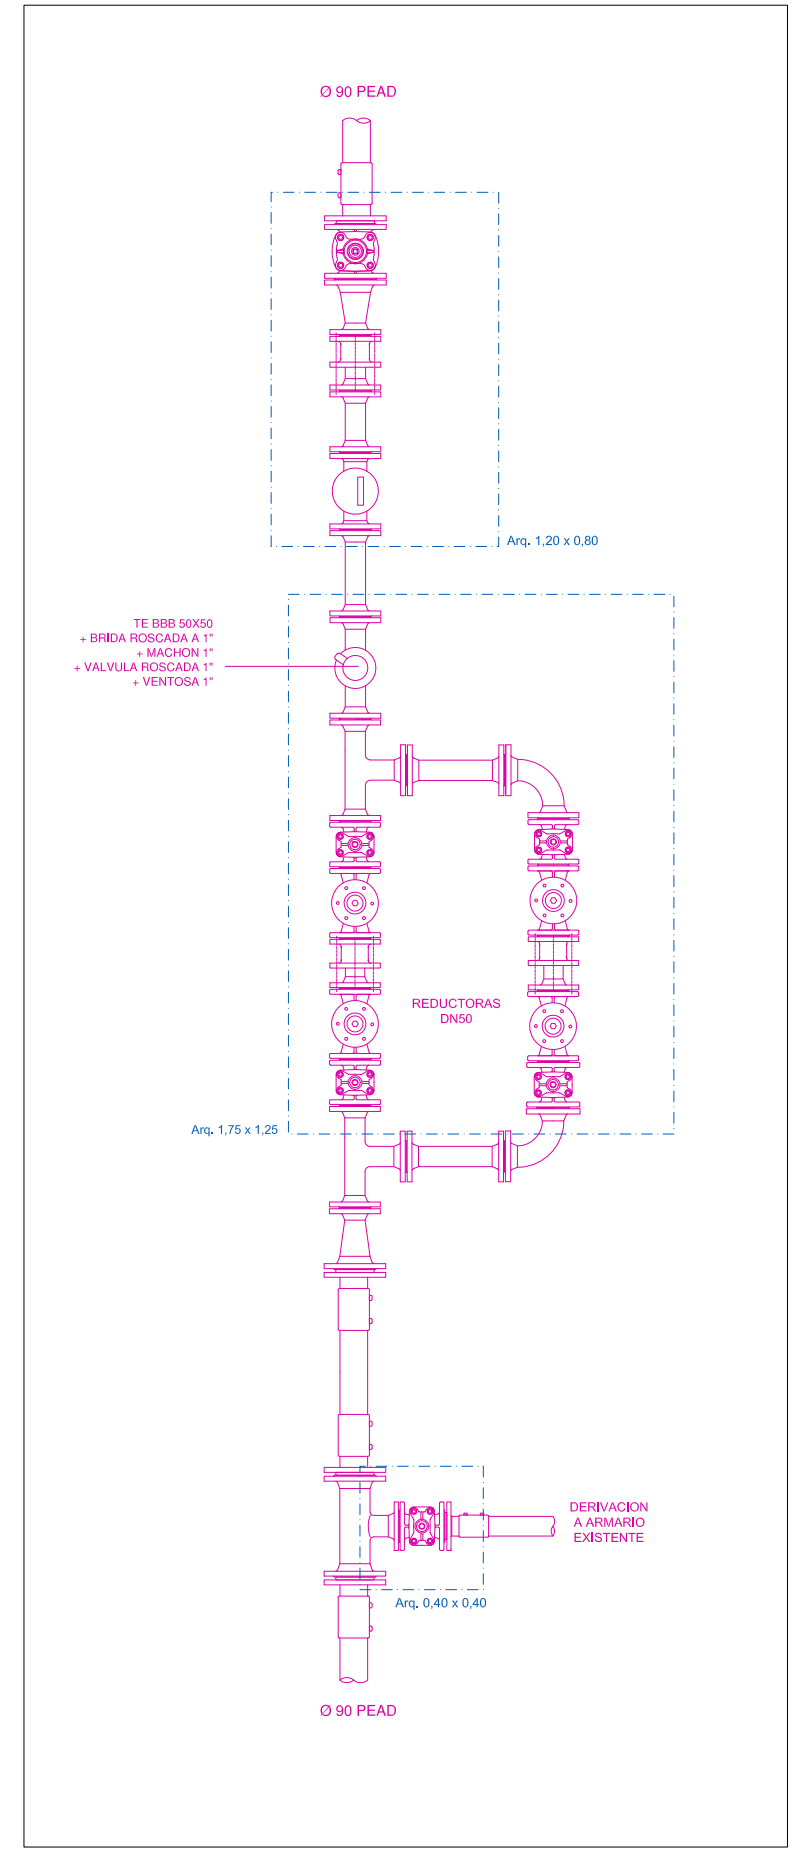 Ø 90 PEAD
Arq. 1,20 x 0,80
TE BBB 50X50
+ BRIDA ROSCADA A 1"
+ MACHON 1"
+ VALVULA ROSCADA 1"
+ VENTOSA 1"
REDUCTORAS
DN50
Arq. 1,75 x 1,25
DERIVACION
A ARMARIO
EXISTENTE
Arq. 0,40 x 0,40
Ø 90 PEAD